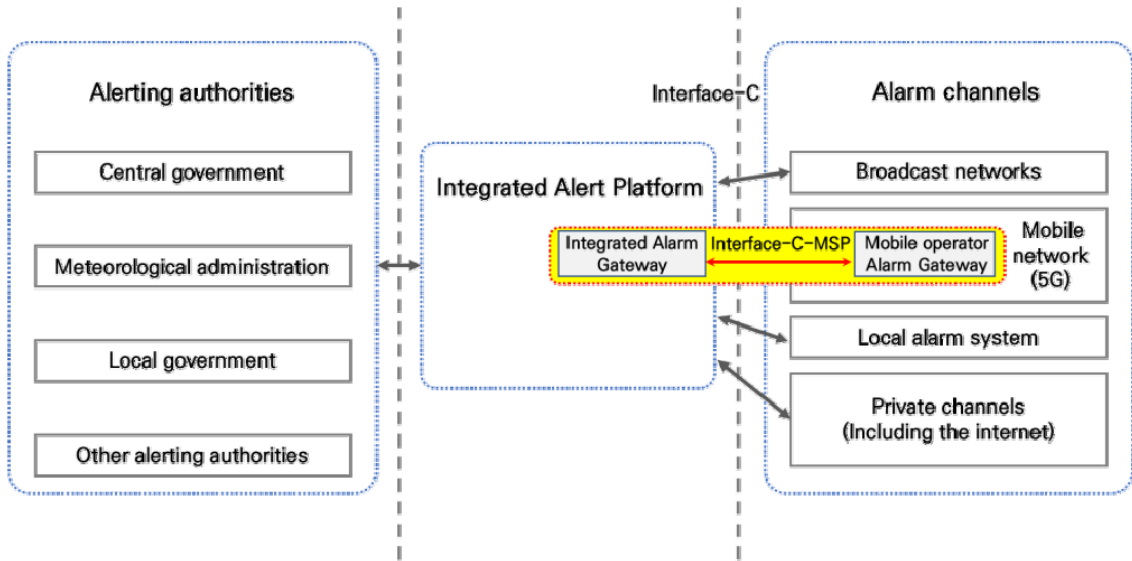 Alerting authorities
Central government
Meteorological administration
Local government
Other alerting authorities
Integrated Alert Platform
Integrated Alarm
Gateway
Interface-C
Interface-C-MSP
Alarm channels
Broadcast networks
Mobile operator
Alarm Gateway
Mobile
network
(5G)
Local alarm system
Private channels
(Including the internet)